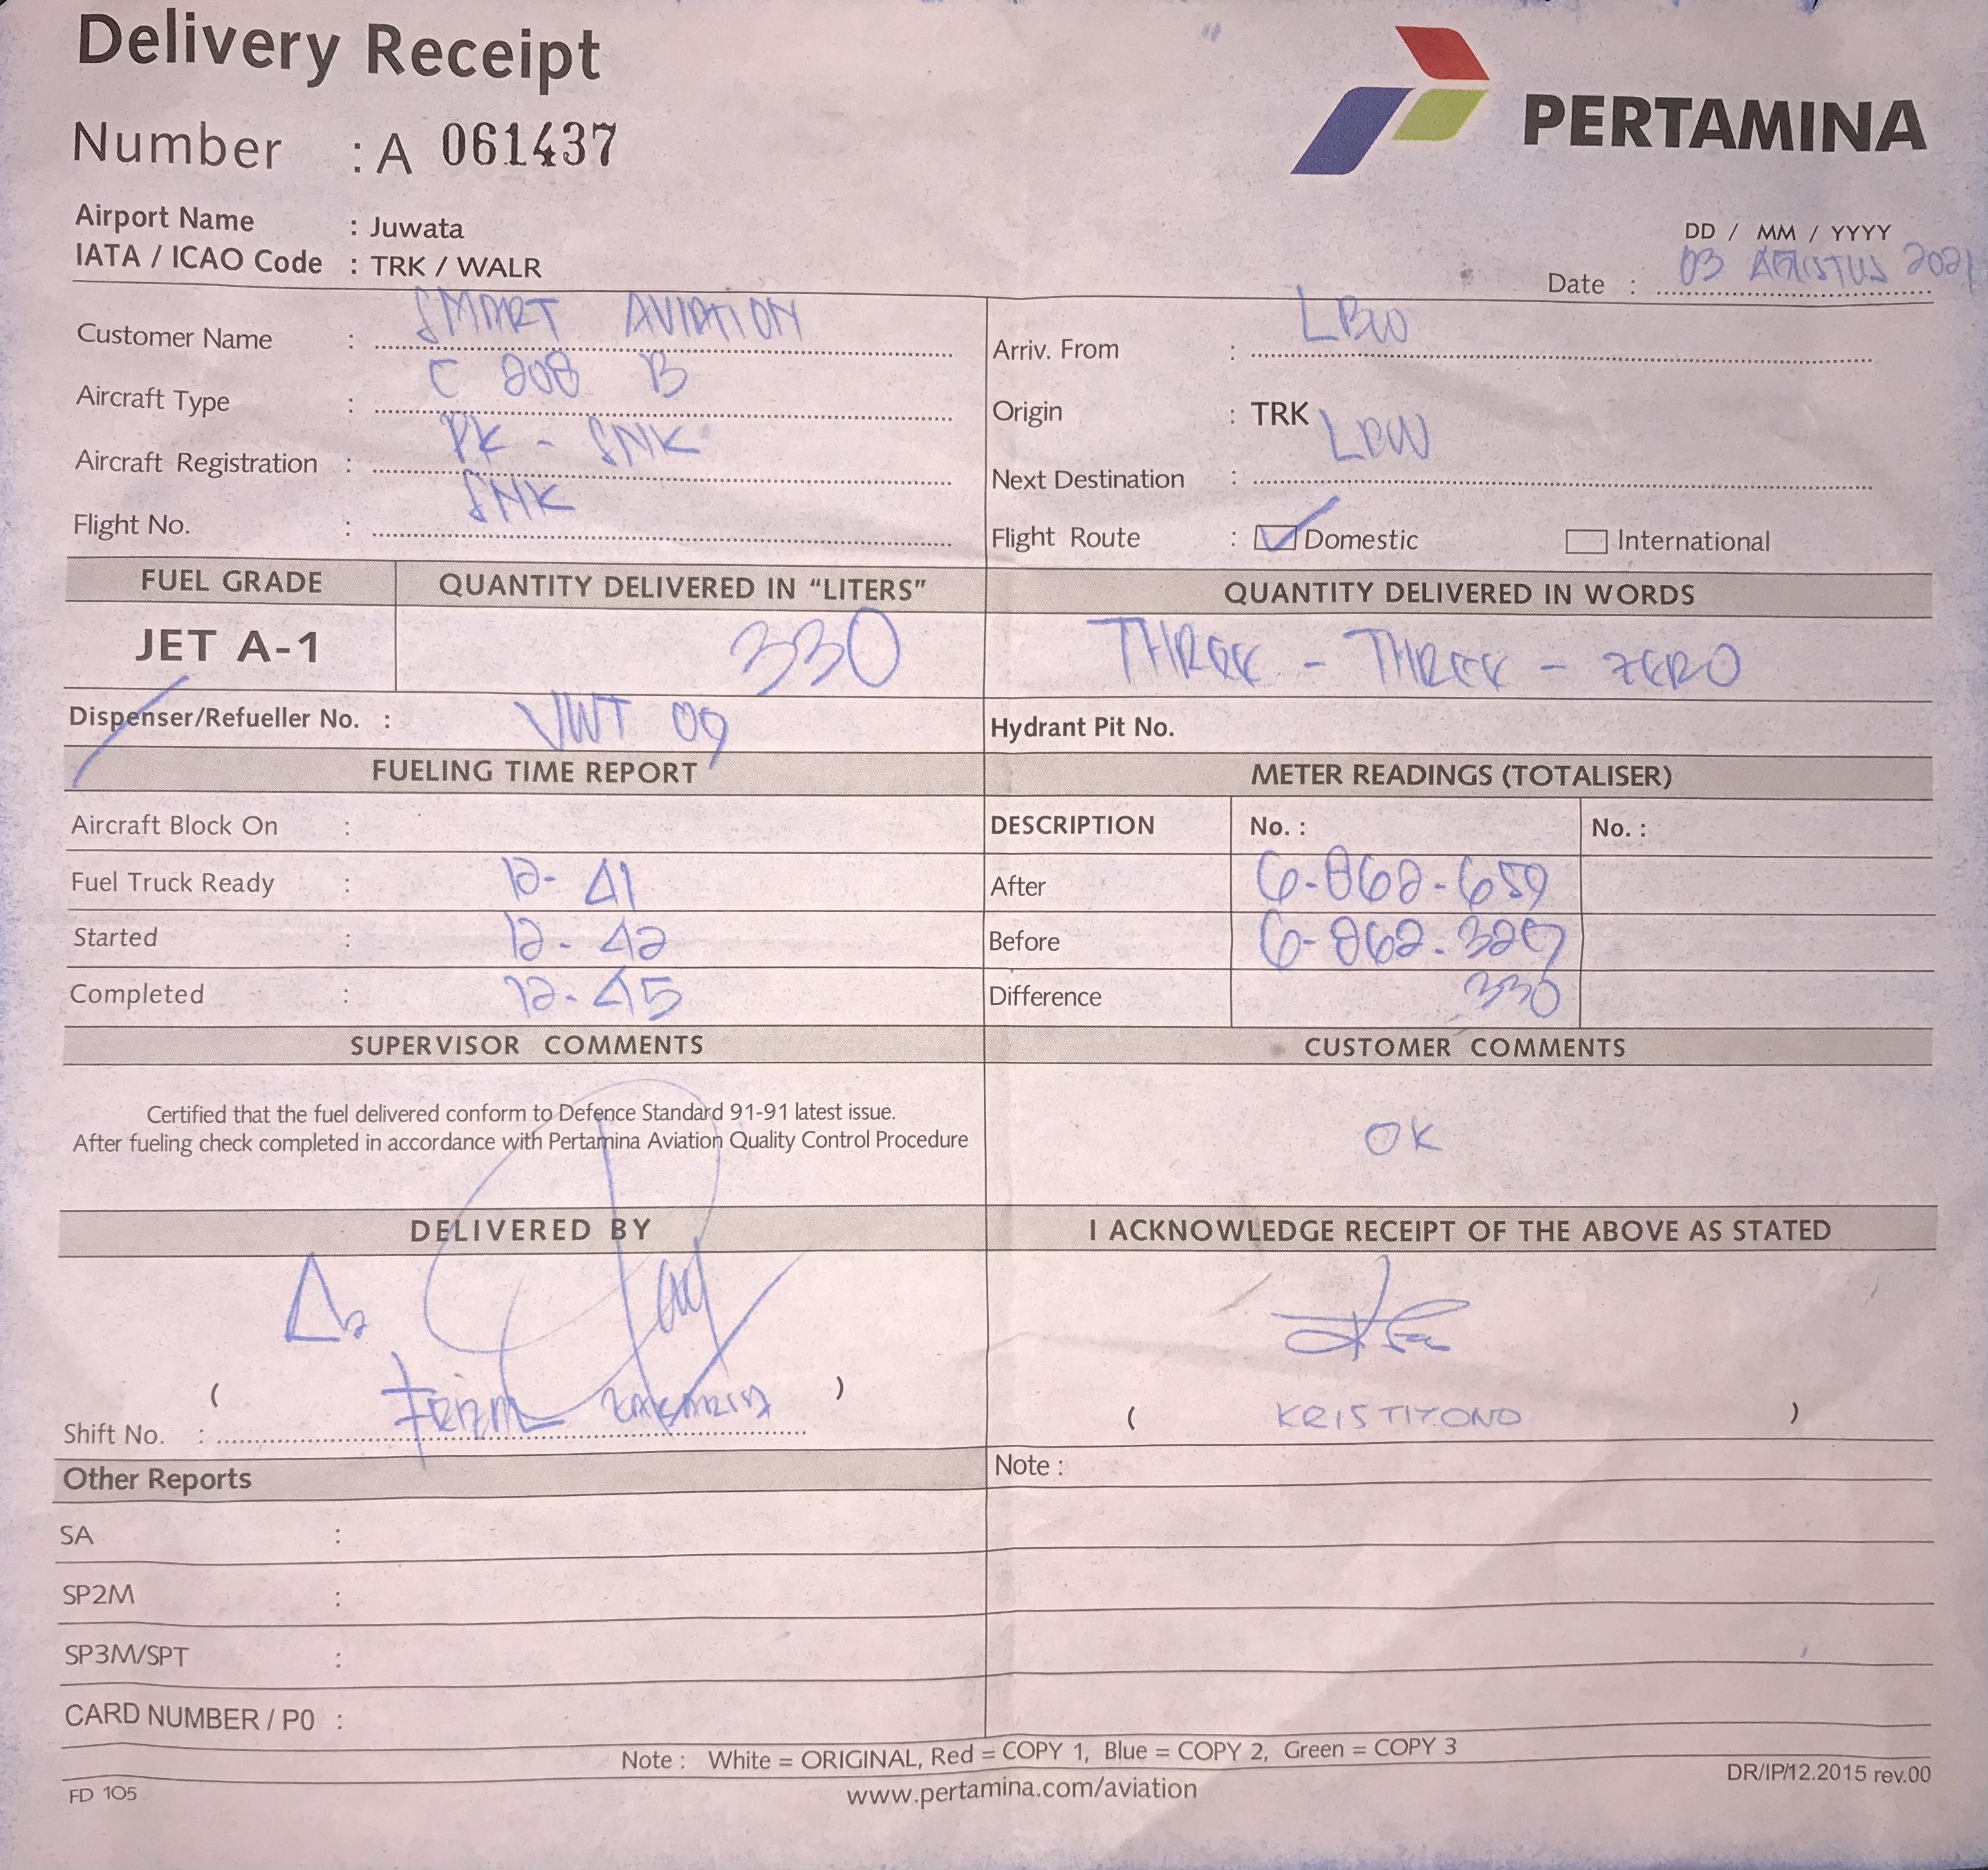 Delivery Receipt
PERTAMINA
Number : A 061437
Airport Name : Juwata
IATA / ICAO Code : TRK / WALR
DD / MM / YYYY
Date : 03 AGUSTUS 2021
Customer Name : SMART AVIATION
Arriv. From : LBW
Aircraft Type : C 208 B
Origin : TRK
Aircraft Registration : PK - SNK
Next Destination : LBW
Flight No. : SNK
Flight Route : Domestic International
FUEL GRADE QUANTITY DELIVERED IN “LITERS” QUANTITY DELIVERED IN WORDS
JET A-1 330 THREE - THREE - ZERO
Dispenser/Refueller No. : 09 Hydrant Pit No.
FUELING TIME REPORT METER READINGS (TOTALISER)
Aircraft Block On : DESCRIPTION No. : No. :
Fuel Truck Ready : 12- 41 After 6-862-659
Started : 12. 42 Before 6-862.329
Completed : 12. 45 Difference 330
SUPERVISOR COMMENTS CUSTOMER COMMENTS
Certified that the fuel delivered conform to Defence Standard 91-91 latest issue.
After fueling check completed in accordance with Pertamina Aviation Quality Control Procedure
OK
DELIVERED BY I ACKNOWLEDGE RECEIPT OF THE ABOVE AS STATED
( )
( KRISTIYONO )
Shift No. :
Other Reports Note :
SA :
SP2M :
SP3M/SPT :
CARD NUMBER / P0 :
Note : White = ORIGINAL, Red = COPY 1, Blue = COPY 2, Green = COPY 3
FD 105 www.pertamina.com/aviation DR/IP/12.2015 rev.00